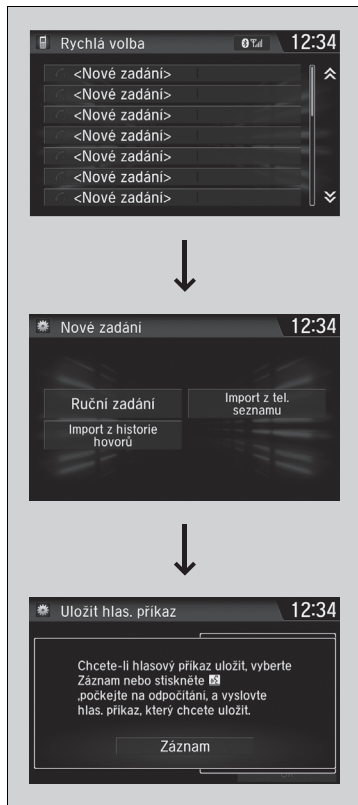 Rychlá volba 12:34
<Nové zadání>
<Nové zadání>
<Nové zadání>
<Nové zadání>
<Nové zadání>
<Nové zadání>
<Nové zadání>
Nové zadání 12:34
Ruční zadání
Import z tel.
seznamu
Import z historie
hovorů
Uložit hlas. příkaz 12:34
Chcete-li hlasový příkaz uložit, vyberte
Záznam nebo stiskněte
,počkejte na odpočítání, a vyslovte
hlas. příkaz, který chcete uložit.
Záznam
OK